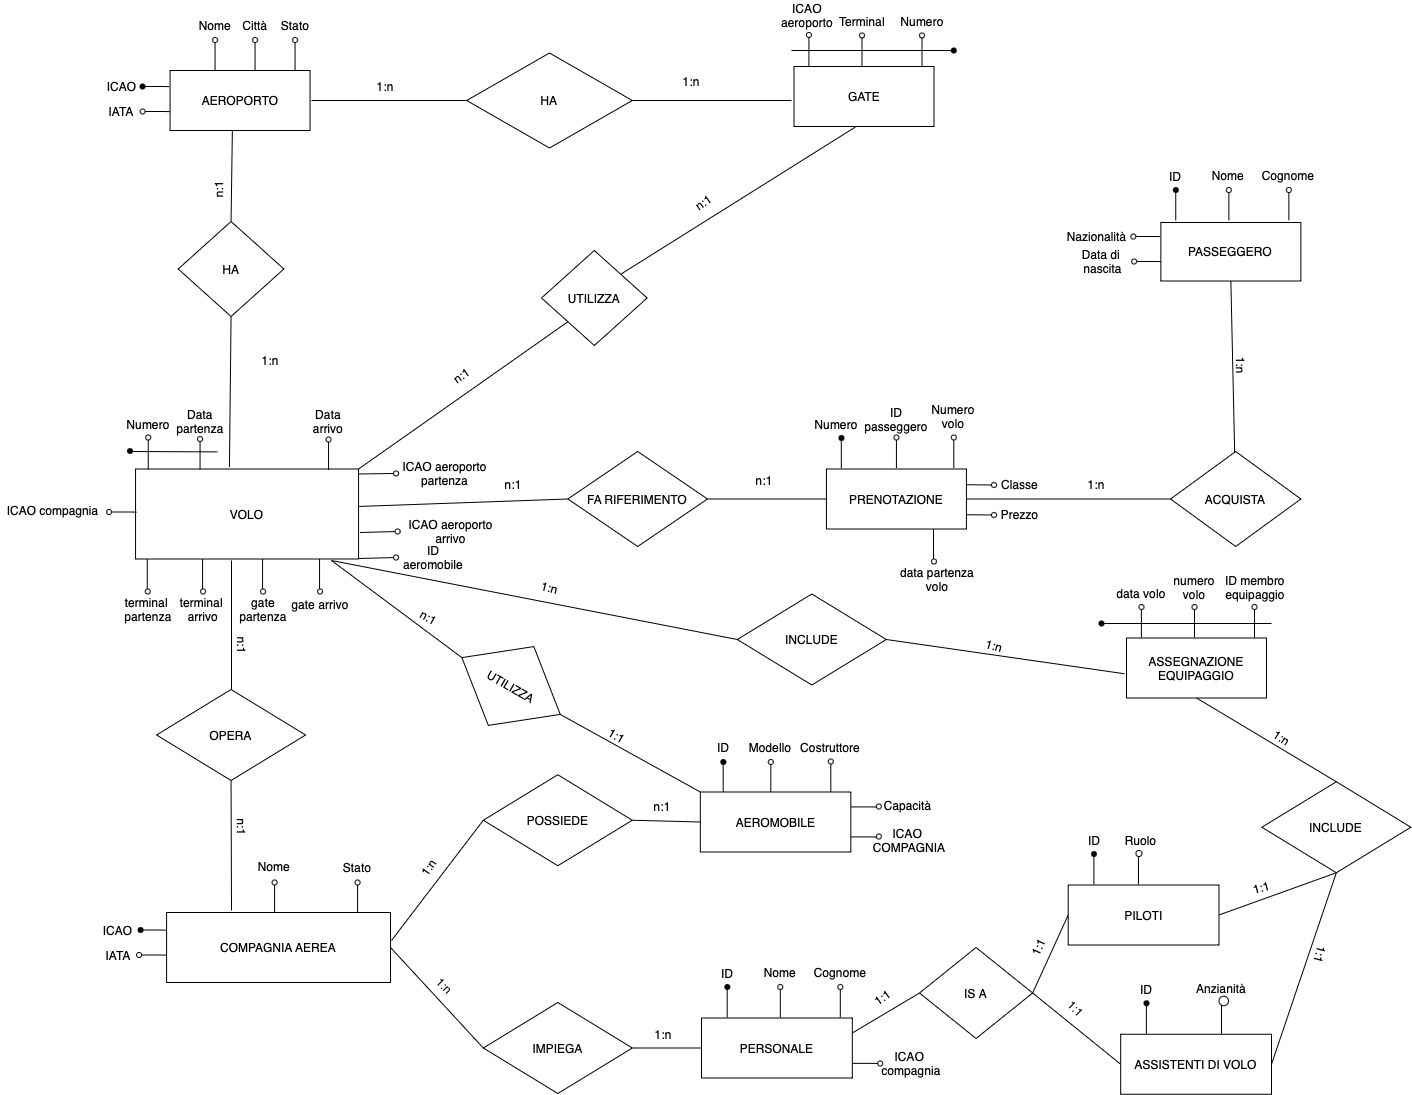 ICAO
aeroporto
Terminal
Numero
Nome
Città
Stato
ICAO
IATA
AEROPORTO
1:n
HA
1:n
GATE
n:1
n:1
ID
Nome
Cognome
Nazionalità
Data di
nascita
PASSEGGERO
HA
UTILIZZA
1:n
n:1
1:n
Numero
Data
partenza
Data
arrivo
Numero
ID
passeggero
Numero
volo
ICAO aeroporto
partenza
ICAO compagnia
VOLO
n:1
FA RIFERIMENTO
n:1
PRENOTAZIONE
Classe
Prezzo
1:n
ACQUISTA
ICAO aeroporto
arrivo
ID
aeromobile
data partenza
volo
terminal
partenza
terminal
arrivo
gate
partenza
gate arrivo
n:1
n:1
1:n
INCLUDE
1:n
data volo
numero
volo
ID membro
equipaggio
ASSEGNAZIONE
EQUIPAGGIO
UTILIZZA
OPERA
1:1
1:n
ID
Modello
Costruttore
n:1
POSSIEDE
n:1
AEROMOBILE
Capacità
ICAO
COMPAGNIA
INCLUDE
1:n
ID
Ruolo
PILOTI
1:1
Nome
Stato
ICAO
IATA
COMPAGNIA AEREA
1:n
1:1
1:1
ID
Nome
Cognome
1:1
IS A
1:1
ID
Anzianità
IMPIEGA
1:n
PERSONALE
ICAO
compagnia
ASSISTENTI DI VOLO